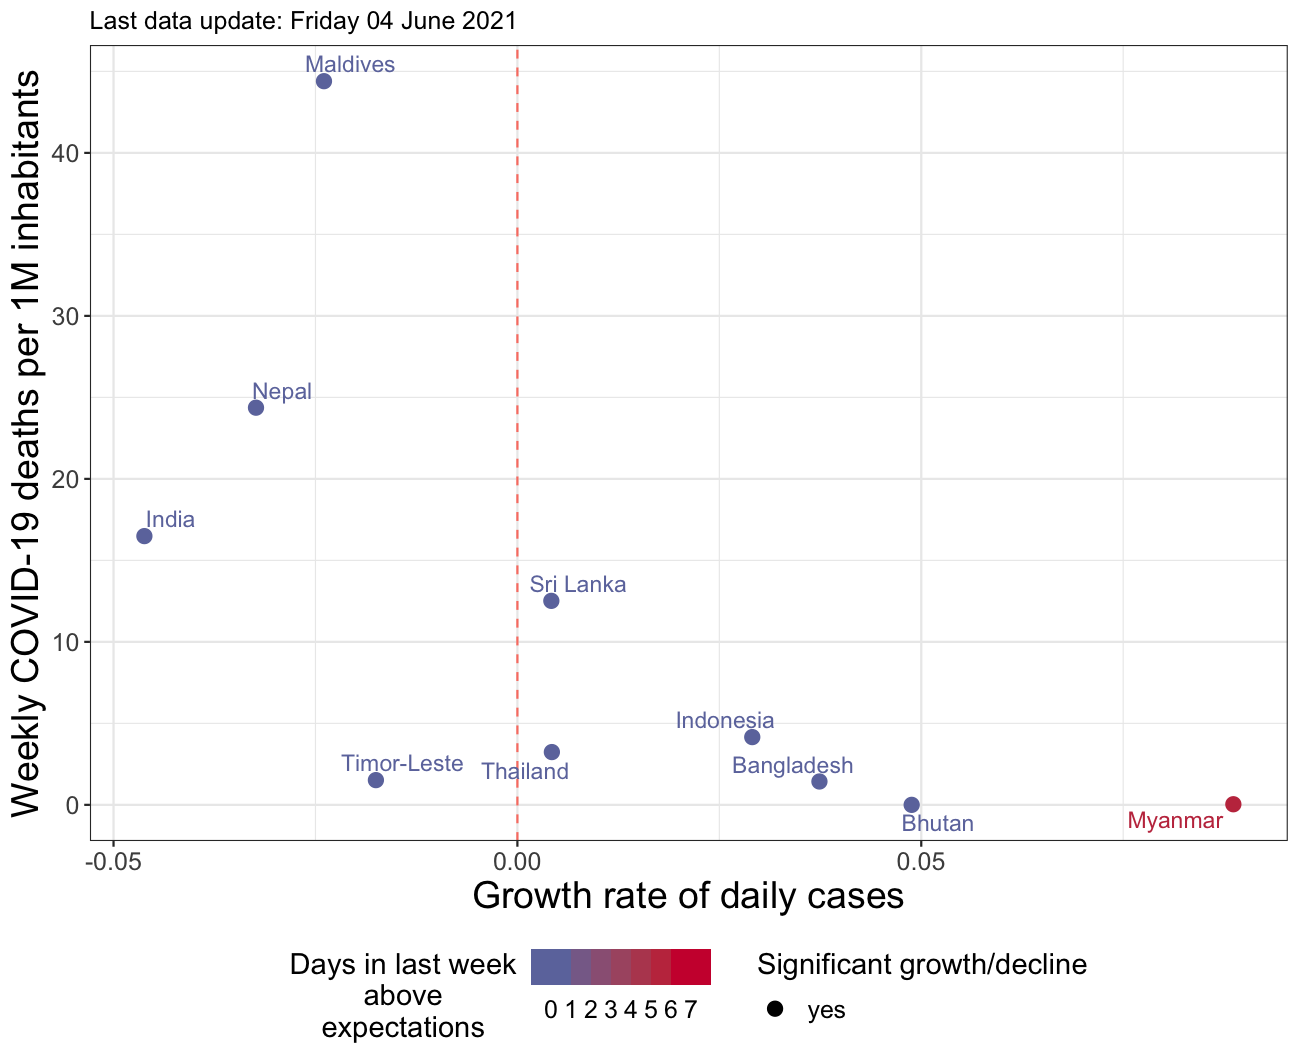 Last data update: Friday 04 June 2021
Weekly COVID-19 deaths per 1M inhabitants
40
30
20
10
0
Maldives
Nepal
India
Sri Lanka
Indonesia
Timor-Leste
Thailand
Bangladesh
Bhutan
Myanmar
-0.05 0.00 0.05
Growth rate of daily cases
Days in last week
above
expectations
0 1 2 3 4 5 6 7
Significant growth/decline
yes